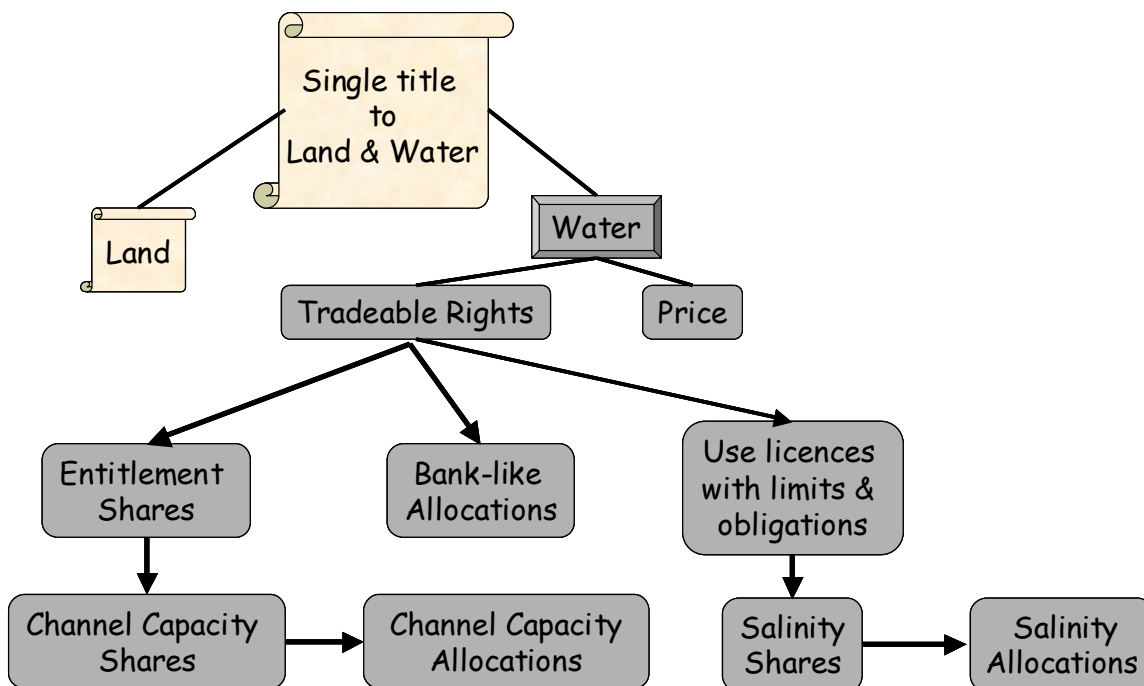 Single title
to
Land & Water
Land
Water
Tradeable Rights
Price
Entitlement
Shares
Bank-like
Allocations
Use licences
with limits &
obligations
Channel Capacity
Shares
Channel Capacity
Allocations
Salinity
Shares
Salinity
Allocations